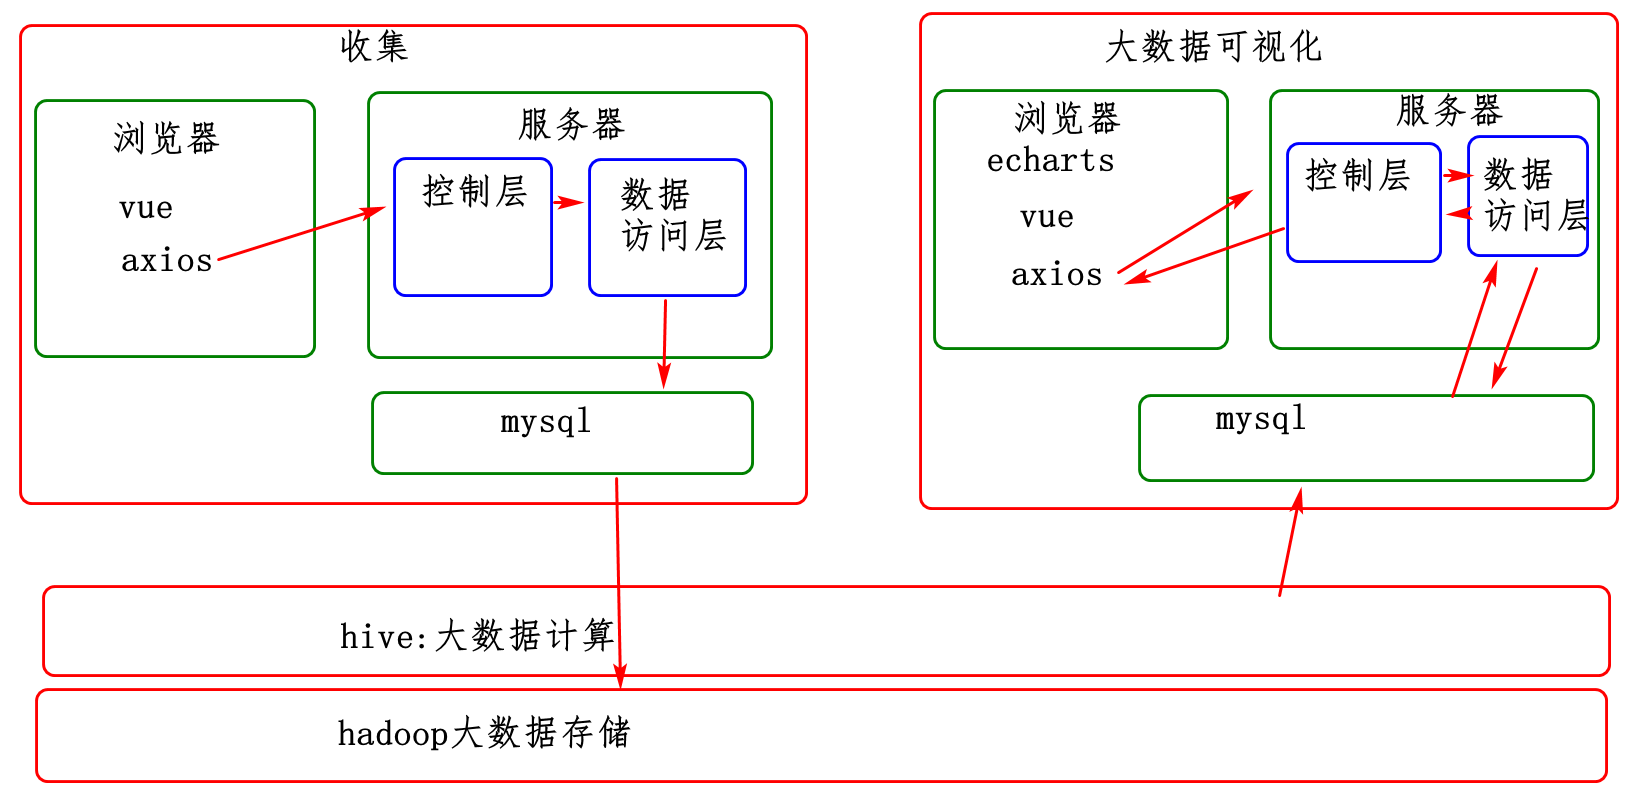 收集
浏览器
vue
axios
服务器
控制层
数据
访问层
mysql
大数据可视化
浏览器
echarts
vue
axios
服务器
控制层
数据
访问层
mysql
hive:大数据计算
hadoop大数据存储